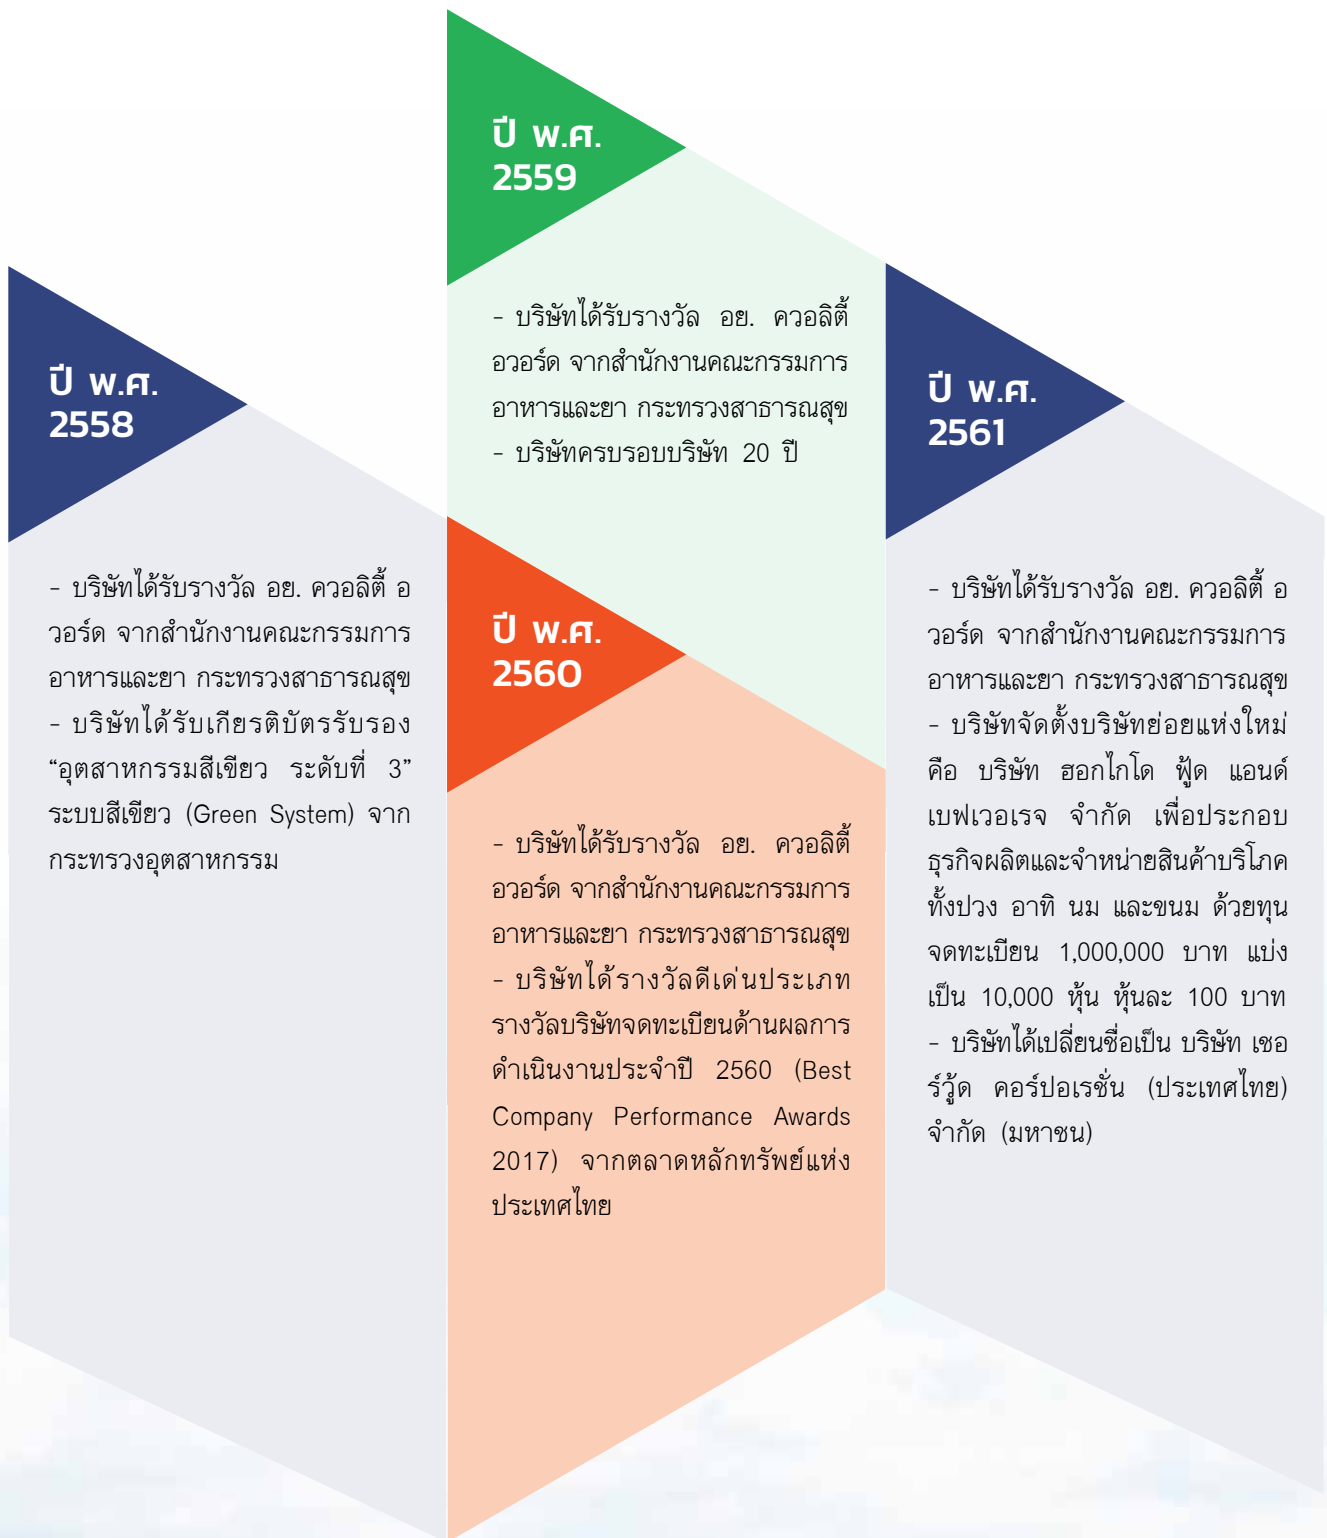 ปี พ.ศ.
2558
- บริษัทได้รับรางวัล อย. ควอลิตี้ อ
วอร์ด จากสำนักงานคณะกรรมการ
อาหารและยา กระทรวงสาธารณสุข
- บริษัทได้รับเกียรติบัตรรับรอง
“อุตสาหกรรมสีเขียว ระดับที่ 3”
ระบบสีเขียว (Green System) จาก
กระทรวงอุตสาหกรรม
ปี พ.ศ.
2559
- บริษัทได้รับรางวัล อย. ควอลิตี้
อวอร์ด จากสำนักงานคณะกรรมการ
อาหารและยา กระทรวงสาธารณสุข
- บริษัทครบรอบบริษัท 20 ปี
ปี พ.ศ.
2560
- บริษัทได้รับรางวัล อย. ควอลิตี้
อวอร์ด จากสำนักงานคณะกรรมการ
อาหารและยา กระทรวงสาธารณสุข
- บริษัทได้รางวัลดีเด่นประเภท
รางวัลบริษัทจดทะเบียนด้านผลการ
ดำเนินงานประจำปี 2560 (Best
Company Performance Awards
2017) จากตลาดหลักทรัพย์แห่ง
ประเทศไทย
ปี พ.ศ.
2561
- บริษัทได้รับรางวัล อย. ควอลิตี้ อ
วอร์ด จากสำนักงานคณะกรรมการ
อาหารและยา กระทรวงสาธารณสุข
- บริษัทจัดตั้งบริษัทย่อยแห่งใหม่
คือ บริษัท ฮอกไกโด ฟู้ด แอนด์
เบฟเวอเรจ จำกัด เพื่อประกอบ
ธุรกิจผลิตและจำหน่ายสินค้าบริโภค
ทั้งปวง อาทิ นม และขนม ด้วยทุน
จดทะเบียน 1,000,000 บาท แบ่ง
เป็น 10,000 หุ้น หุ้นละ 100 บาท
- บริษัทได้เปลี่ยนชื่อเป็น บริษัท เชอ
ร์วู้ด คอร์ปอเรชั่น (ประเทศไทย)
จำกัด (มหาชน)